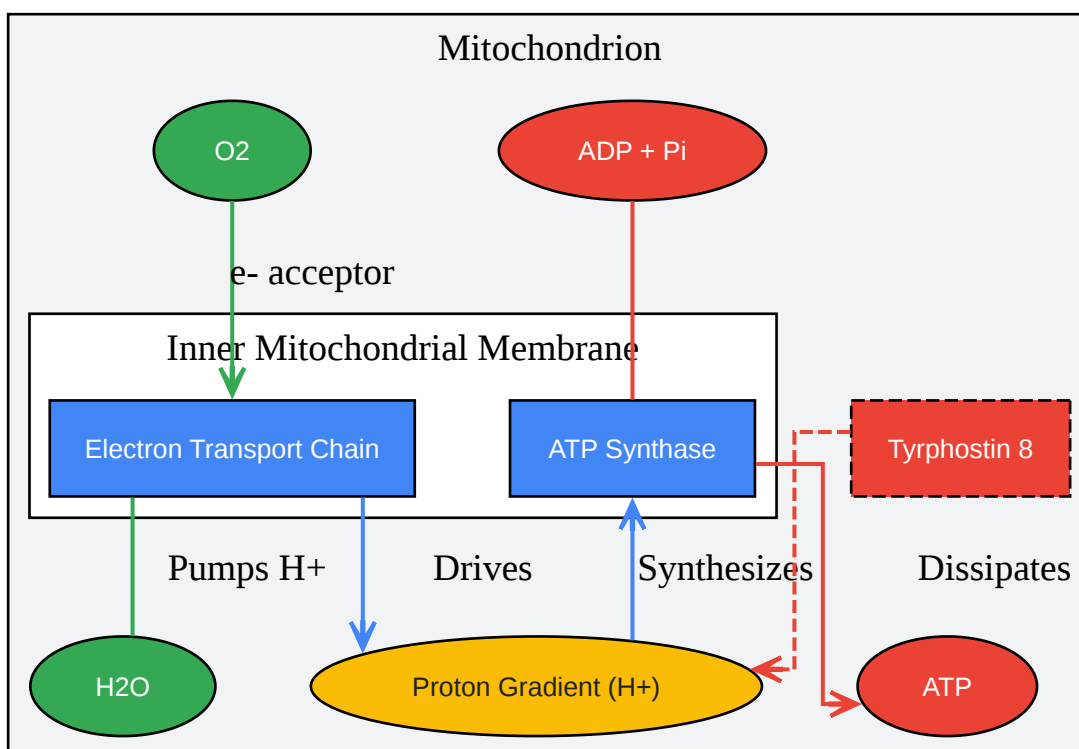 Mitochondrion
O2
ADP + Pi
e- acceptor
Inner Mitochondrial Membrane
Electron Transport Chain
ATP Synthase
Tyrphostin 8
Pumps H+
Drives
Synthesizes
Dissipates
H2O
Proton Gradient (H+)
ATP